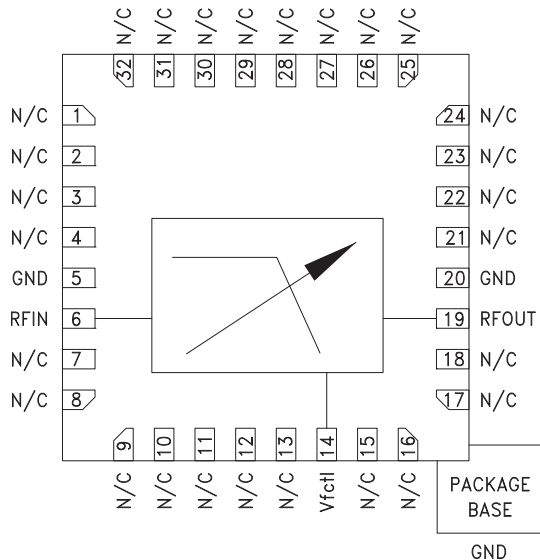 N/C N/C N/C N/C N/C N/C N/C N/C
32 31 30 29 28 27 26 25
N/C 1 24 N/C
N/C 2 23 N/C
N/C 3 22 N/C
N/C 4 21 N/C
GND 5 20 GND
RFIN 6 19 RFOUT
N/C 7 18 N/C
N/C 8 17 N/C
9 10 11 12 13 14 15 16
N/C N/C N/C N/C N/C Vfctl N/C N/C
PACKAGE
BASE
GND